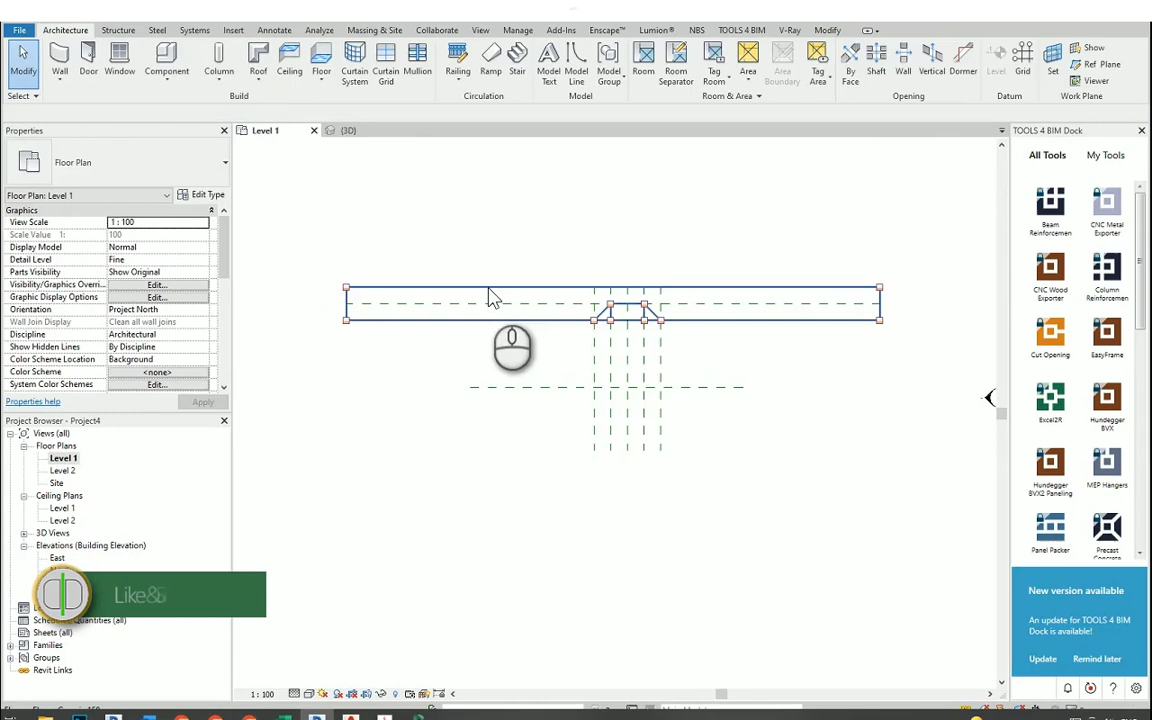 File Architecture Structure Steel Systems Insert Annotate Analyze Massing & Site Collaborate View Manage Add-Ins Enscape™ Lumion® NBS TOOLS 4 BIM V-Ray Modify
Modify Wall Door Window Component Column Roof Ceiling Floor Curtain System Curtain Grid Mullion Railing Ramp Stair Model Text Model Line Model Group Room Room Separator Tag Room Area Area Boundary Tag Area By Face Shaft Wall Vertical Dormer Level Grid Set Show Ref Plane Viewer
Select Build Circulation Model Room & Area Opening Datum Work Plane
Properties
Level 1 {3D}
TOOLS 4 BIM Dock
Floor Plan
All Tools My Tools
Floor Plan: Level 1 Edit Type
Graphics
View Scale 1 : 100
Scale Value 1: 100
Display Model Normal
Detail Level Fine
Parts Visibility Show Original
Visibility/Graphics Overri... Edit...
Graphic Display Options Edit...
Orientation Project North
Wall Join Display Clean all wall joins
Discipline Architectural
Show Hidden Lines By Discipline
Color Scheme Location Background
Color Scheme <none>
System Color Schemes Edit...
Properties help Apply
Project Browser - Project4
Views (all)
Floor Plans
Level 1
Level 2
Site
Ceiling Plans
Level 1
Level 2
3D Views
Elevations (Building Elevation)
East
Like&
Sheets (all)
Families
Groups
Revit Links
Beam Reinforcemen
CNC Metal Exporter
CNC Wood Exporter
Column Reinforcemen
Cut Opening
EasyFrame
Excel2R
Hundegger BVX
Hundegger BVX2 Paneling
MEP Hangers
Panel Packer
Precast Concrete
New version available
An update for TOOLS 4 BIM
Dock is available!
Update Remind later
1 : 100